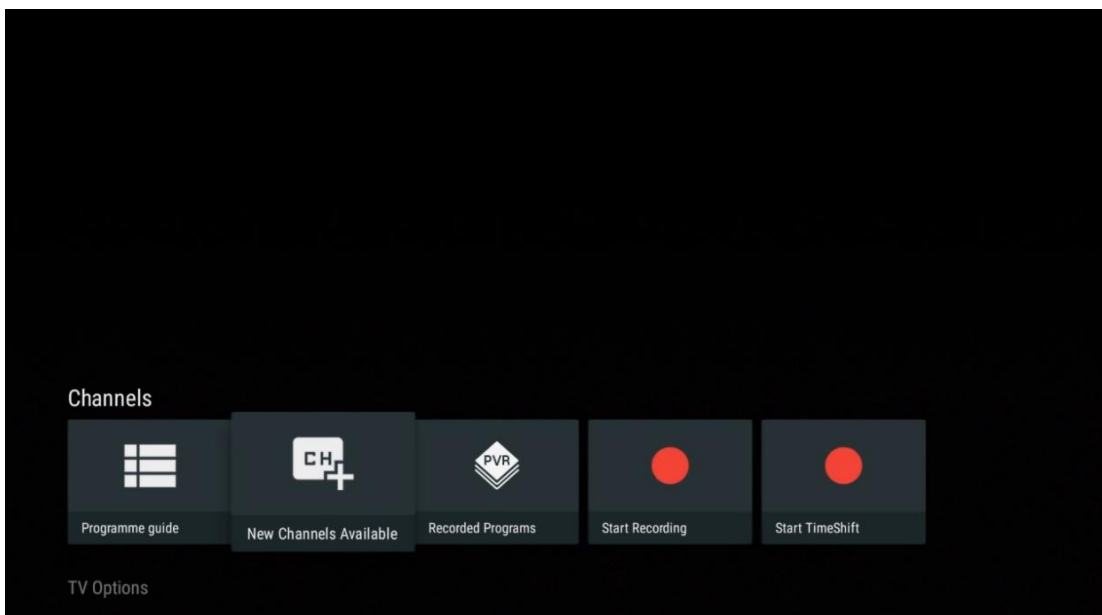 Channels
CH
PVR
Programme guide
New Channels Available
Recorded Programs
Start Recording
Start TimeShift
TV Options